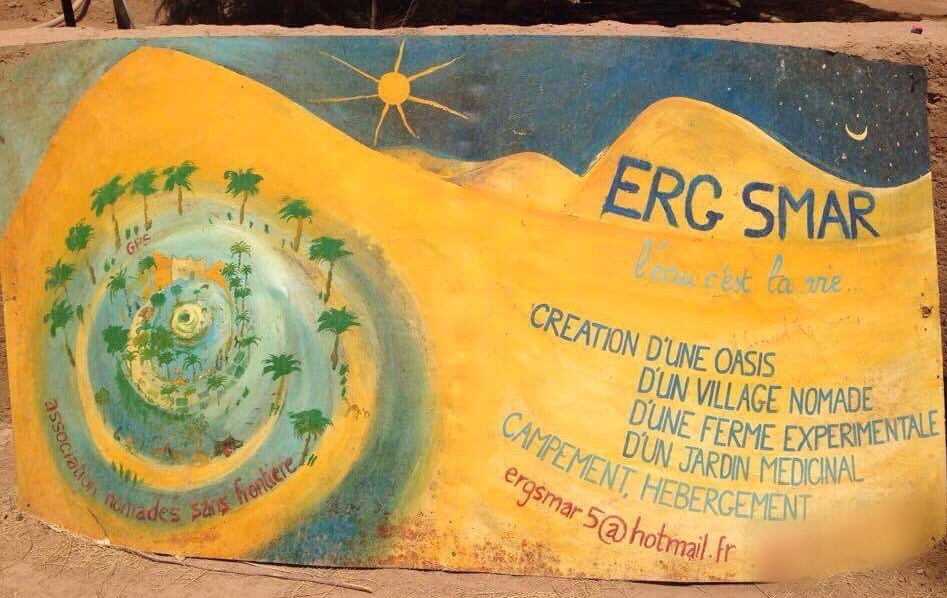 ERG SMAR
l'eau c'est la vie...
CREATION D'UNE OASIS
D'UN VILLAGE NOMADE
D'UNE FERME EXPERIMENTALE
D'UN JARDIN MEDICINAL
CAMPEMENT, HEBERGEMENT
ergsmar5@hotmail.fr
GPS
association nomades sans frontière